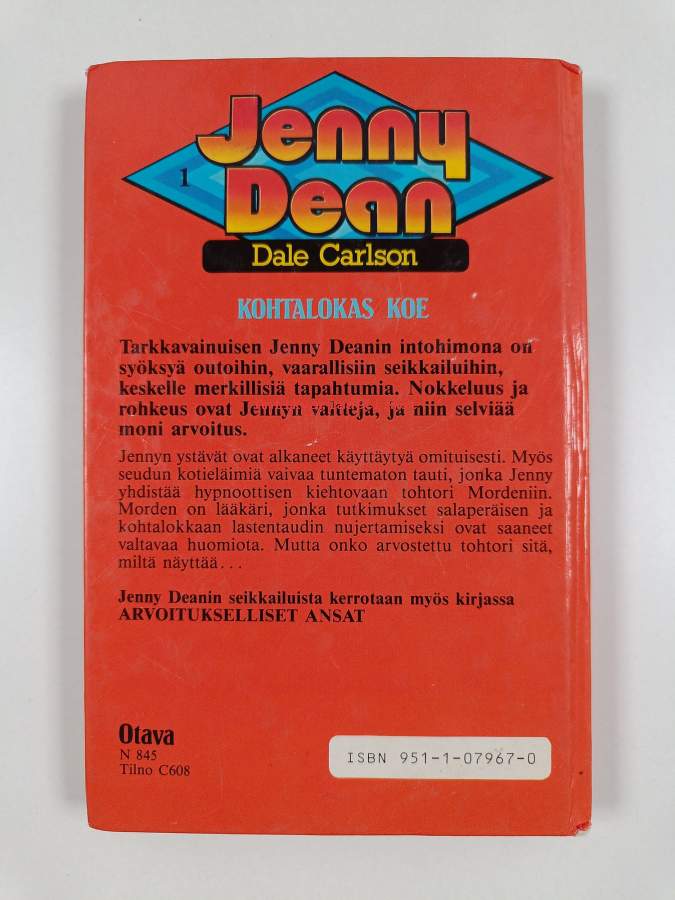 Jenny
1
Dean
Dale Carlson
KOHTALOKAS KOE
Tarkkavainuisen Jenny Deanin intohimona on
syöksyä outoihin, vaarallisiin seikkailuihin,
keskelle merkillisiä tapahtumia. Nokkeluus ja
rohkeus ovat Jennyn valtteja, ja niin selviää
moni arvoitus.
Jennyn ystävät ovat alkaneet käyttäytyä omituisesti. Myös
seudun kotieläimiä vaivaa tuntematon tauti, jonka Jenny
yhdistää hypnoottisen kiehtovaan tohtori Mordeniin.
Morden on lääkäri, jonka tutkimukset salaperäisen ja
kohtalokkaan lastentaudin nujertamiseksi ovat saaneet
valtavaa huomiota. Mutta onko arvostettu tohtori sitä,
miltä näyttää...
Jenny Deanin seikkailuista kerrotaan myös kirjassa
ARVOITUKSELLISET ANSAT
Otava
N 845
Tilno C608
ISBN 951-1-07967-0